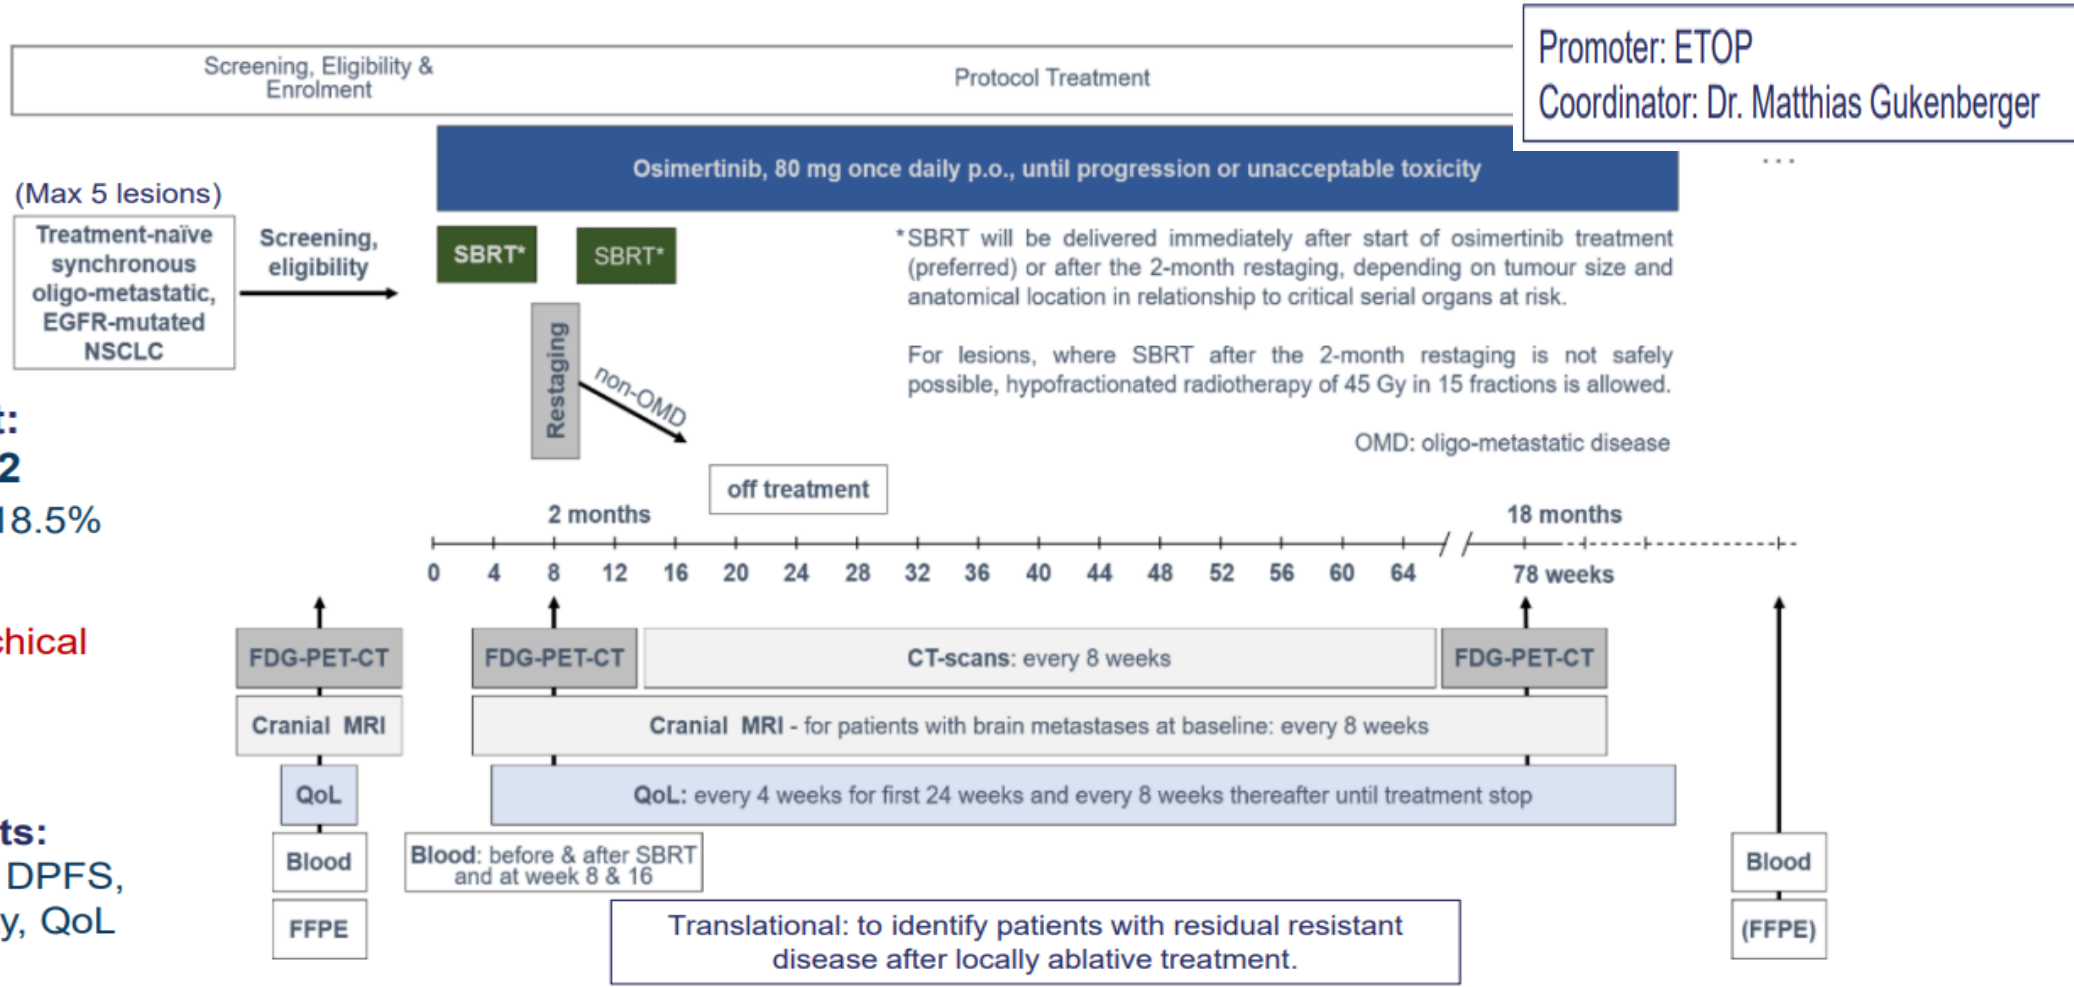 Promoter: ETOP
Coordinator: Dr. Matthias Gukenberger
Screening, Eligibility &
Enrolment
Protocol Treatment
Osimertinib, 80 mg once daily p.o., until progression or unacceptable toxicity
...
(Max 5 lesions)
Treatment-naïve
synchronous
oligo-metastatic,
EGFR-mutated
NSCLC
Screening,
eligibility
SBRT*
SBRT*
*SBRT will be delivered immediately after start of osimertinib treatment
(preferred) or after the 2-month restaging, depending on tumour size and
anatomical location in relationship to critical serial organs at risk.
For lesions, where SBRT after the 2-month restaging is not safely
possible, hypofractionated radiotherapy of 45 Gy in 15 fractions is allowed.
OMD: oligo-metastatic disease
Restaging
non-OMD
off treatment
t:
2
18.5%
chical
ts:
DPFS,
y, QoL
2 months
18 months
0 4 8 12 16 20 24 28 32 36 40 44 48 52 56 60 64 78 weeks
FDG-PET-CT
FDG-PET-CT
CT-scans: every 8 weeks
FDG-PET-CT
Cranial MRI
Cranial MRI - for patients with brain metastases at baseline: every 8 weeks
QoL
QoL: every 4 weeks for first 24 weeks and every 8 weeks thereafter until treatment stop
Blood
Blood: before & after SBRT
and at week 8 & 16
Blood
FFPE
(FFPE)
Translational: to identify patients with residual resistant
disease after locally ablative treatment.